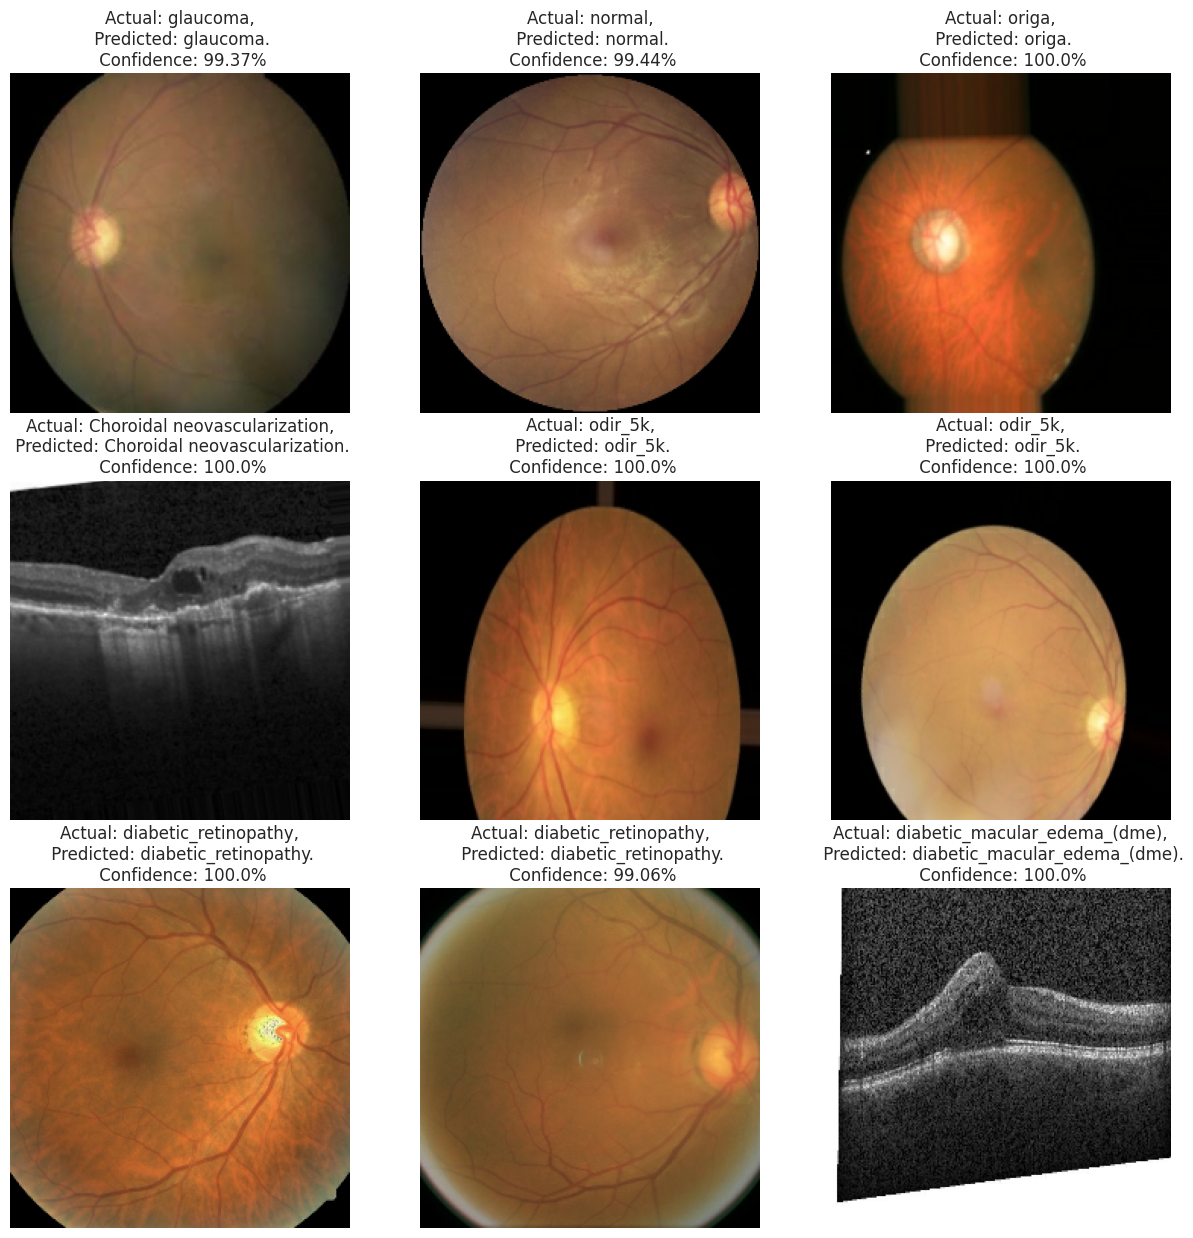 Actual: glaucoma,
Predicted: glaucoma.
Confidence: 99.37%
Actual: normal,
Predicted: normal.
Confidence: 99.44%
Actual: origa,
Predicted: origa.
Confidence: 100.0%
Actual: Choroidal neovascularization,
Predicted: Choroidal neovascularization.
Confidence: 100.0%
Actual: odir_5k,
Predicted: odir_5k.
Confidence: 100.0%
Actual: odir_5k,
Predicted: odir_5k.
Confidence: 100.0%
Actual: diabetic_retinopathy,
Predicted: diabetic_retinopathy.
Confidence: 100.0%
Actual: diabetic_retinopathy,
Predicted: diabetic_retinopathy.
Confidence: 99.06%
Actual: diabetic_macular_edema_(dme),
Predicted: diabetic_macular_edema_(dme).
Confidence: 100.0%